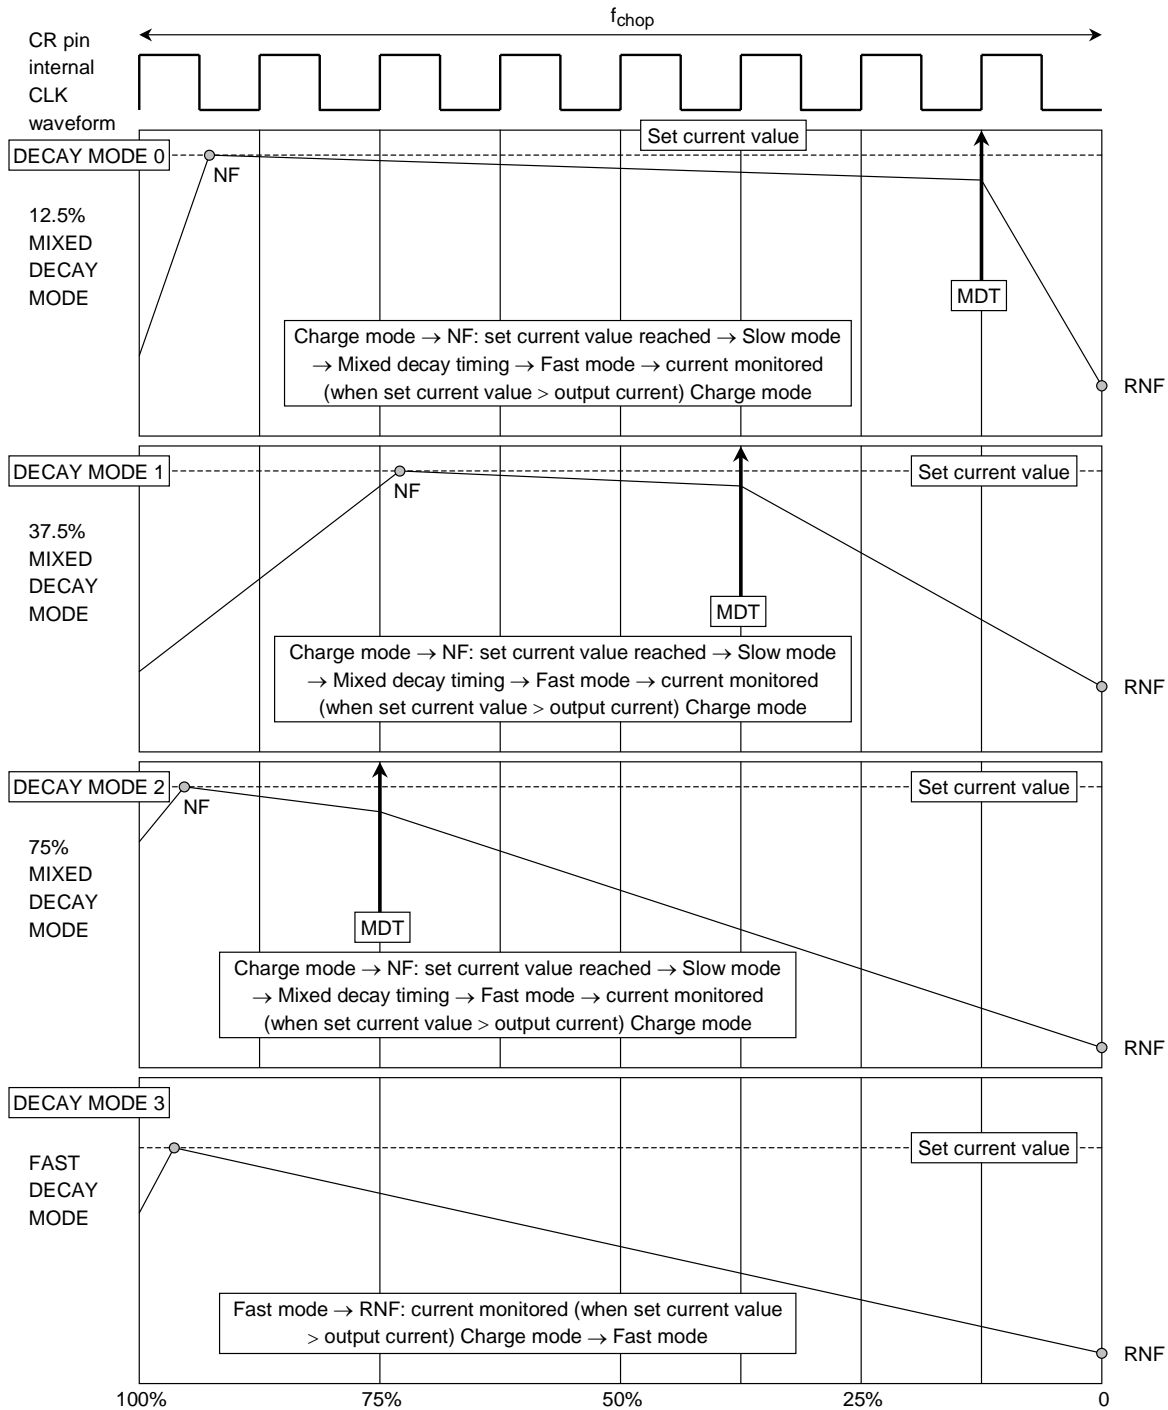 f_chop
CR pin
internal
CLK
waveform
Set current value
DECAY MODE 0
NF
12.5%
MIXED
DECAY
MODE
MDT
Charge mode → NF: set current value reached → Slow mode
→ Mixed decay timing → Fast mode → current monitored
(when set current value > output current) Charge mode
RNF
DECAY MODE 1
Set current value
NF
37.5%
MIXED
DECAY
MODE
MDT
Charge mode → NF: set current value reached → Slow mode
→ Mixed decay timing → Fast mode → current monitored
(when set current value > output current) Charge mode
RNF
DECAY MODE 2
Set current value
NF
75%
MIXED
DECAY
MODE
MDT
Charge mode → NF: set current value reached → Slow mode
→ Mixed decay timing → Fast mode → current monitored
(when set current value > output current) Charge mode
RNF
DECAY MODE 3
Set current value
FAST
DECAY
MODE
Fast mode → RNF: current monitored (when set current value
> output current) Charge mode → Fast mode
RNF
100% 75% 50% 25% 0